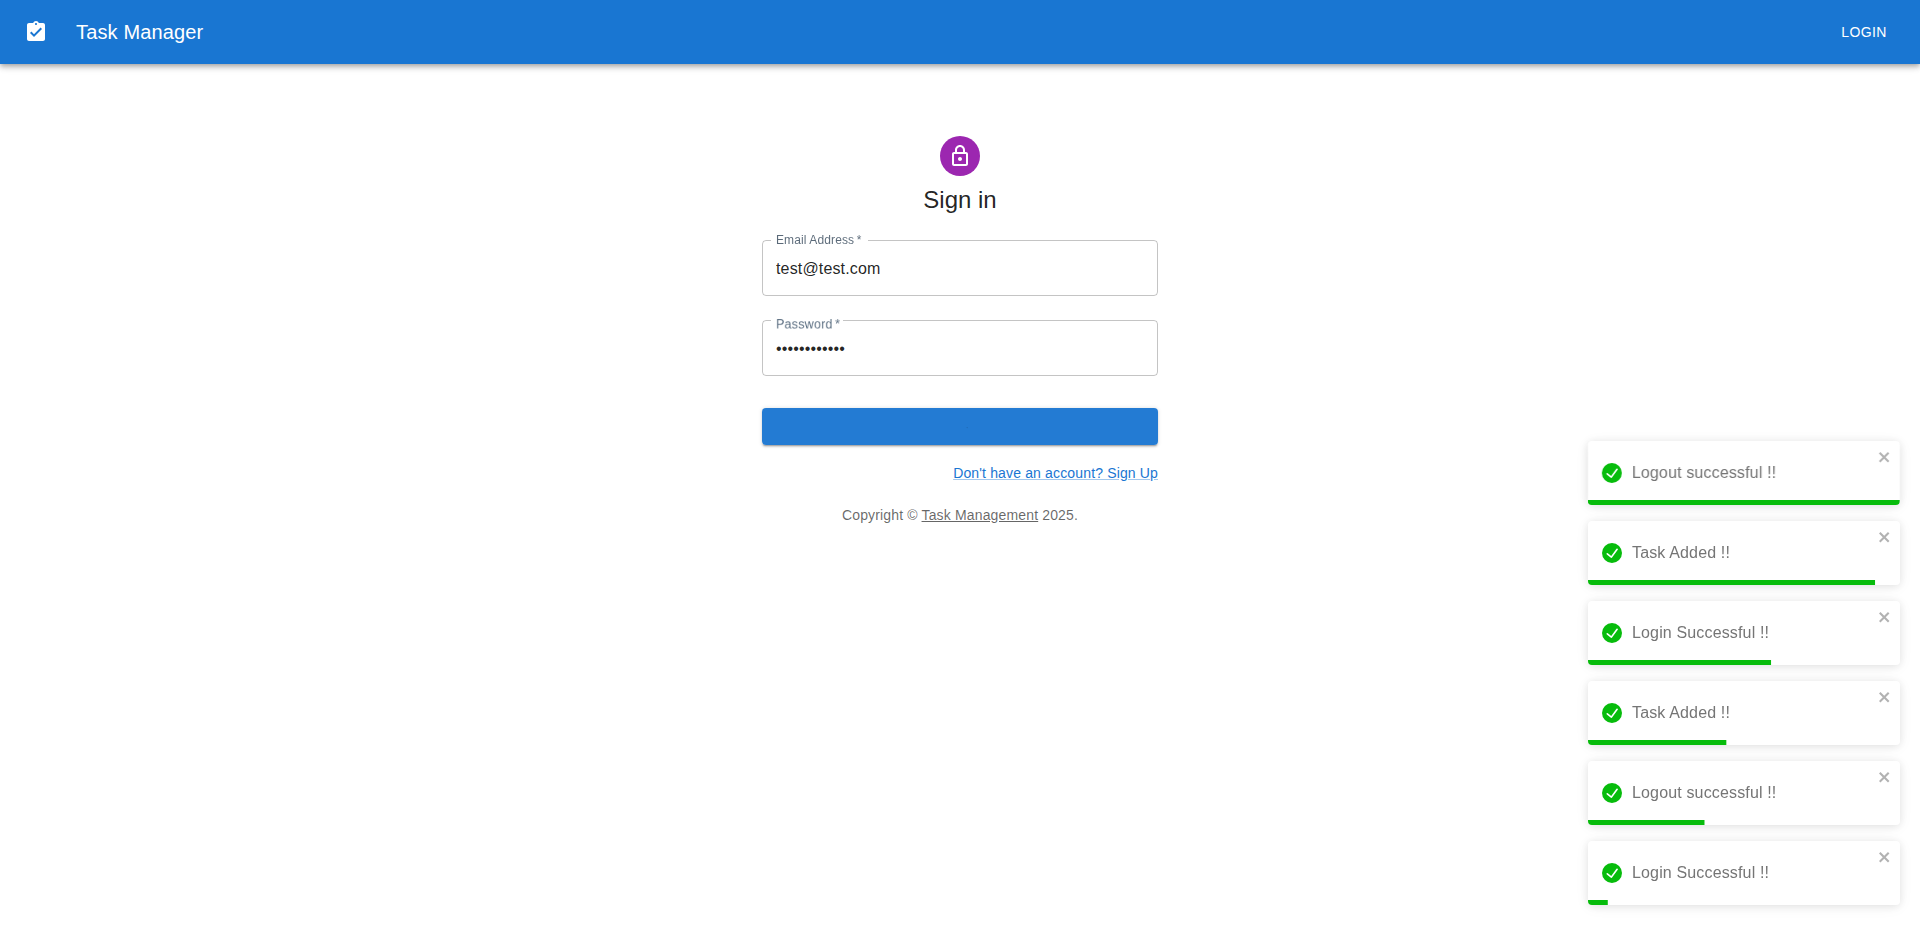 Task Manager
LOGIN
Sign in
Email Address *
test@test.com
Password *
••••••••••••
Don't have an account? Sign Up
Copyright © Task Management 2025.
Logout successful !!
Task Added !!
Login Successful !!
Task Added !!
Logout successful !!
Login Successful !!